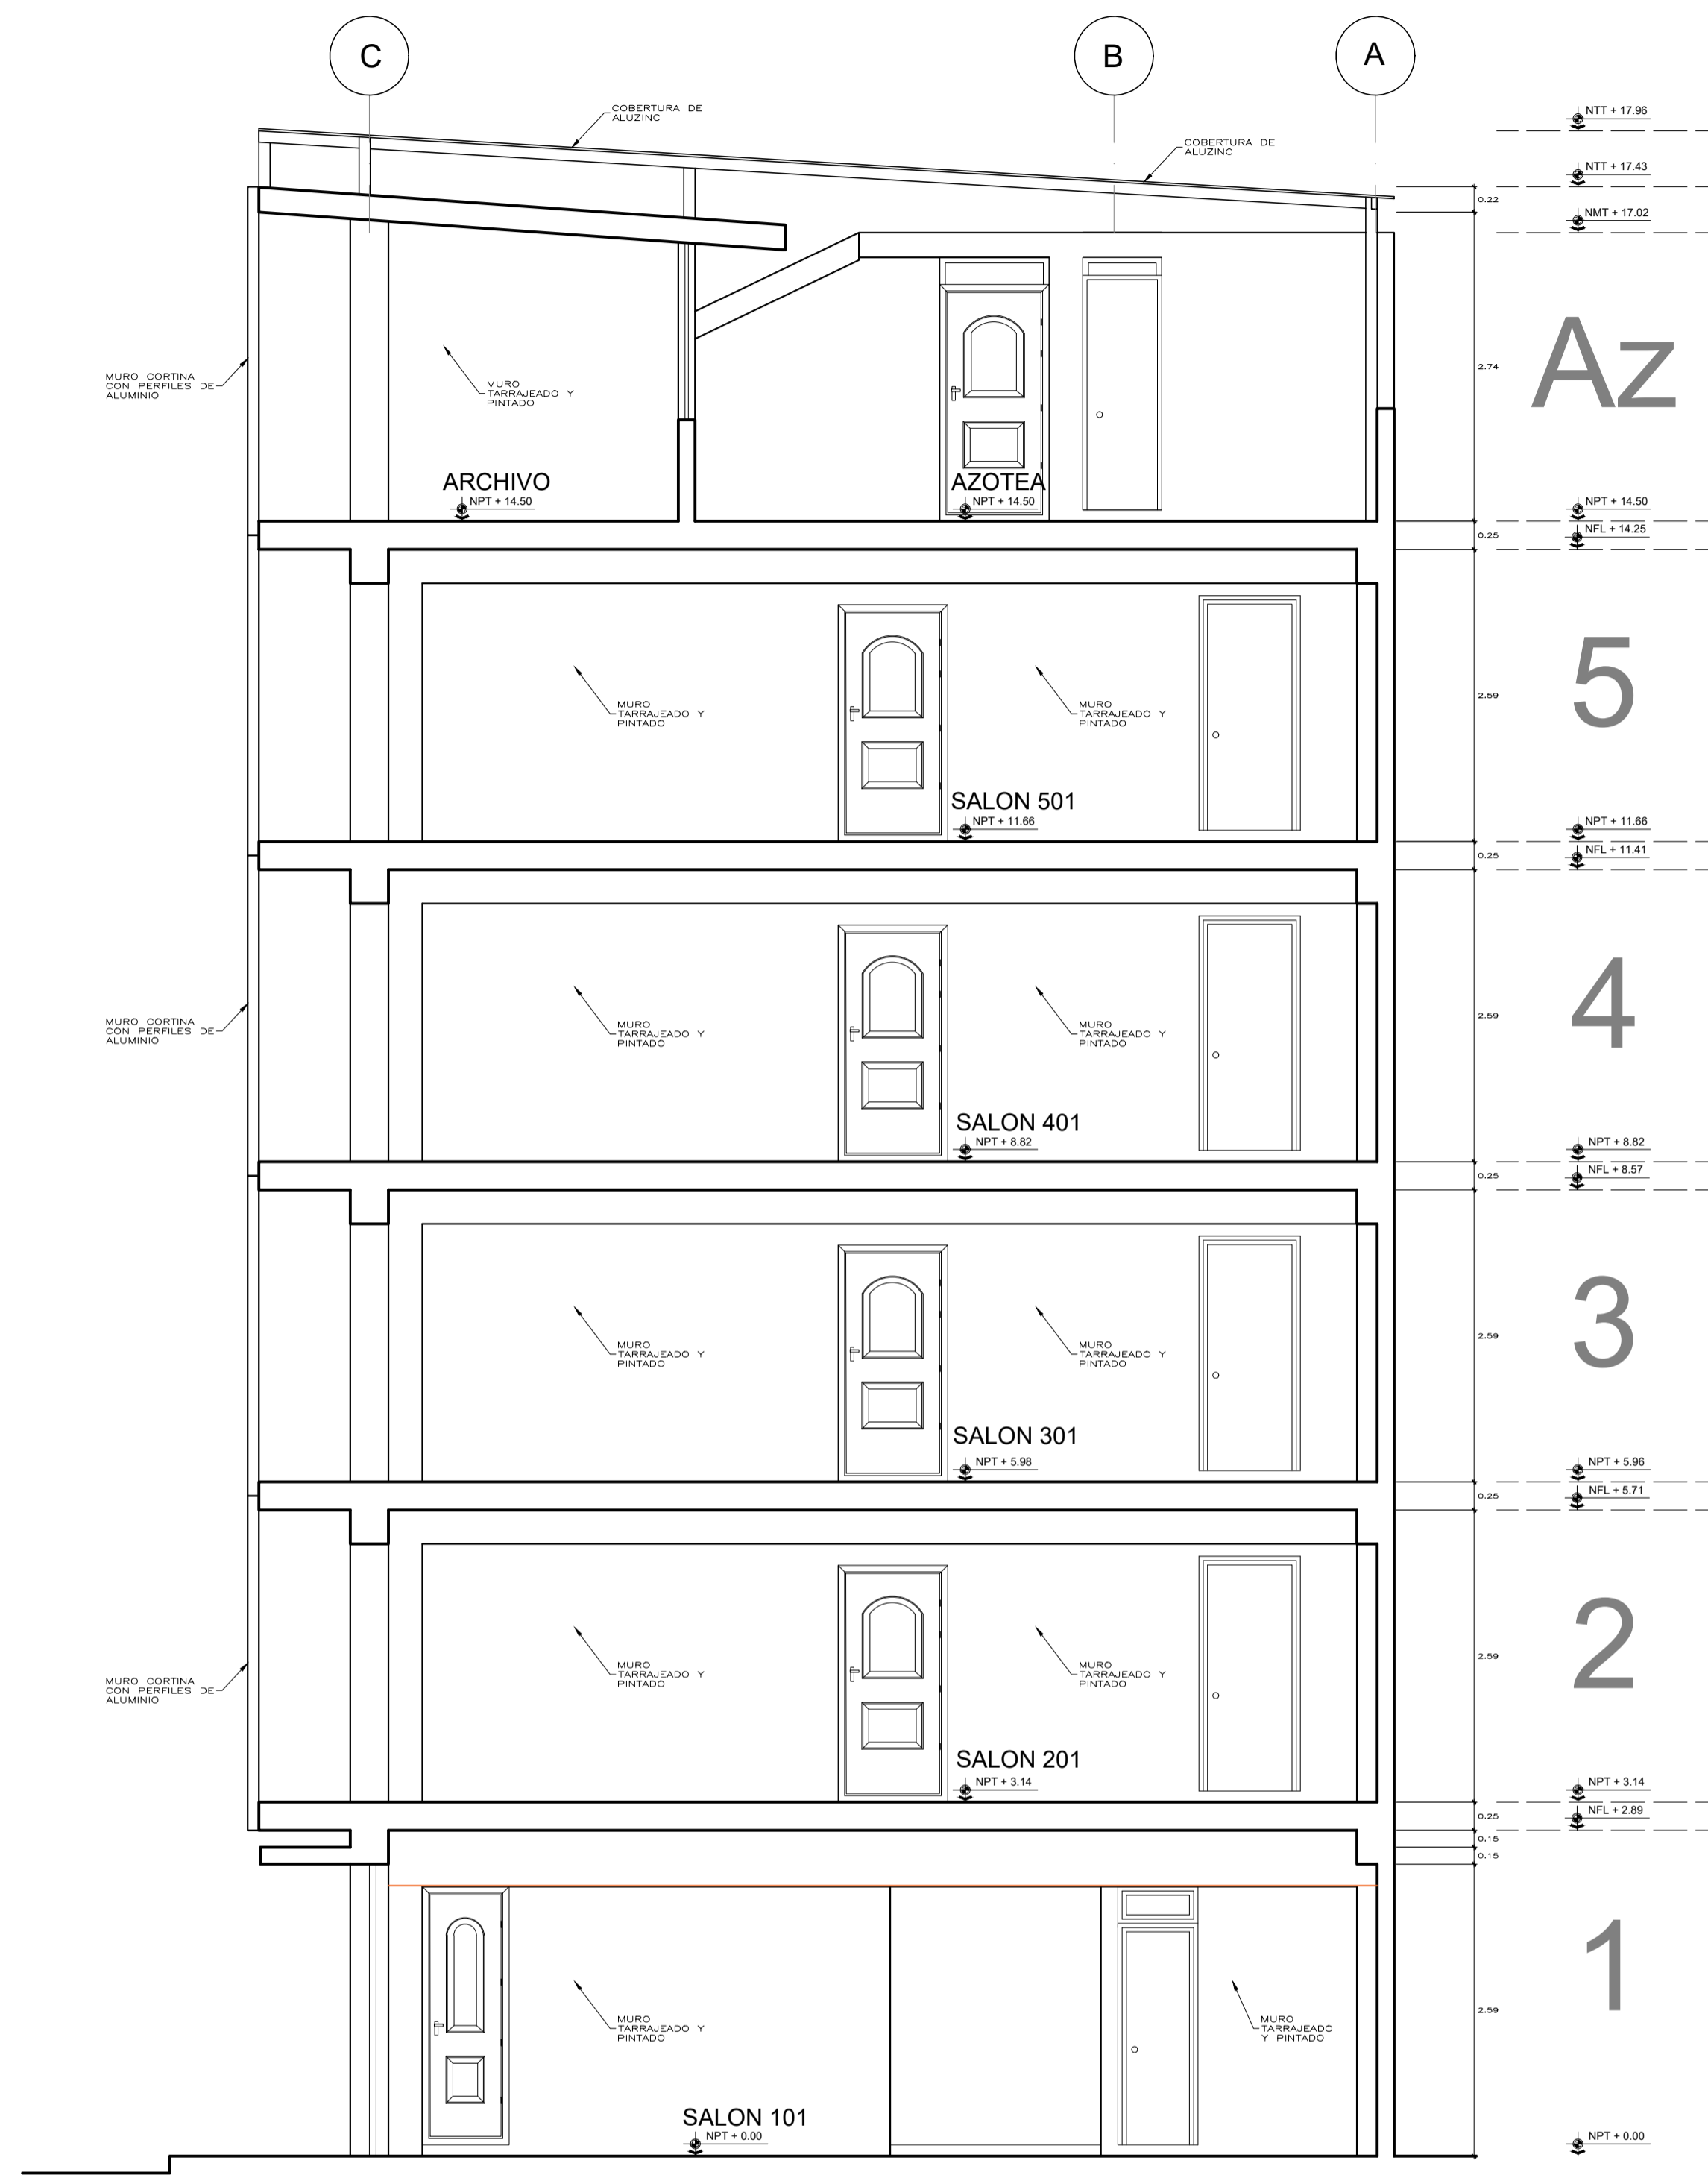 C
B
A
COBERTURA DE
ALUZINC
COBERTURA DE
ALUZINC
NTT + 17.96
NTT + 17.43
0.22
NMT + 17.02
MURO CORTINA
CON PERFILES DE
ALUMINIO
MURO
TARRAJEADO Y
PINTADO
2.74
Az
ARCHIVO
NPT + 14.50
AZOTEA
NPT + 14.50
NPT + 14.50
0.25
NFL + 14.25
MURO
TARRAJEADO Y
PINTADO
MURO
TARRAJEADO Y
PINTADO
2.59
5
SALON 501
NPT + 11.66
NPT + 11.66
0.25
NFL + 11.41
MURO CORTINA
CON PERFILES DE
ALUMINIO
MURO
TARRAJEADO Y
PINTADO
MURO
TARRAJEADO Y
PINTADO
2.59
4
SALON 401
NPT + 8.82
NPT + 8.82
0.25
NFL + 8.57
MURO
TARRAJEADO Y
PINTADO
MURO
TARRAJEADO Y
PINTADO
2.59
3
SALON 301
NPT + 5.98
NPT + 5.96
0.25
NFL + 5.71
MURO CORTINA
CON PERFILES DE
ALUMINIO
MURO
TARRAJEADO Y
PINTADO
MURO
TARRAJEADO Y
PINTADO
2.59
2
SALON 201
NPT + 3.14
NPT + 3.14
0.25
NFL + 2.89
0.15
0.15
MURO
TARRAJEADO Y
PINTADO
MURO
TARRAJEADO
Y PINTADO
2.59
1
SALON 101
NPT + 0.00
NPT + 0.00